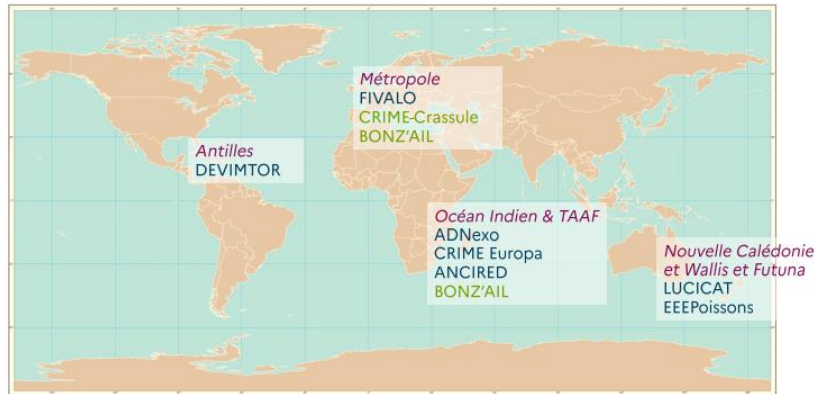 Métropole
FIVALO
CRIME-Crassule
BONZ'AIL
Antilles
DEVIMTOR
Océan Indien & TAAF
ADNexo
CRIME Europa
ANCIRED
BONZ'AIL
Nouvelle Calédonie
et Wallis et Futuna
LUCICAT
EEEPoissons